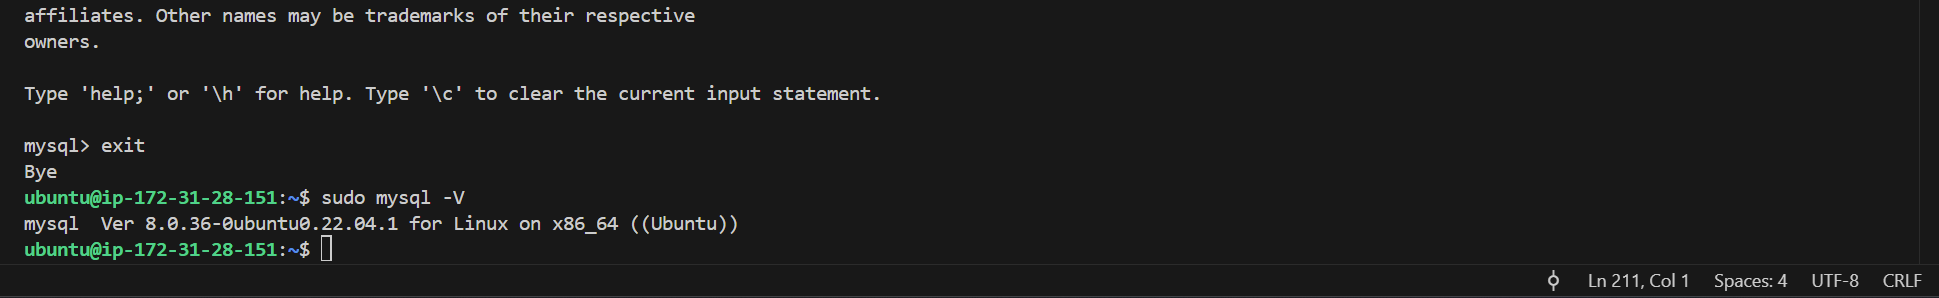 affiliates. Other names may be trademarks of their respective
owners.
Type 'help;' or '\h' for help. Type '\c' to clear the current input statement.
mysql> exit
Bye
ubuntu@ip-172-31-28-151:~$ sudo mysql -V
mysql  Ver 8.0.36-0ubuntu0.22.04.1 for Linux on x86_64 ((Ubuntu))
ubuntu@ip-172-31-28-151:~$
Ln 211, Col 1 Spaces: 4 UTF-8 CRLF